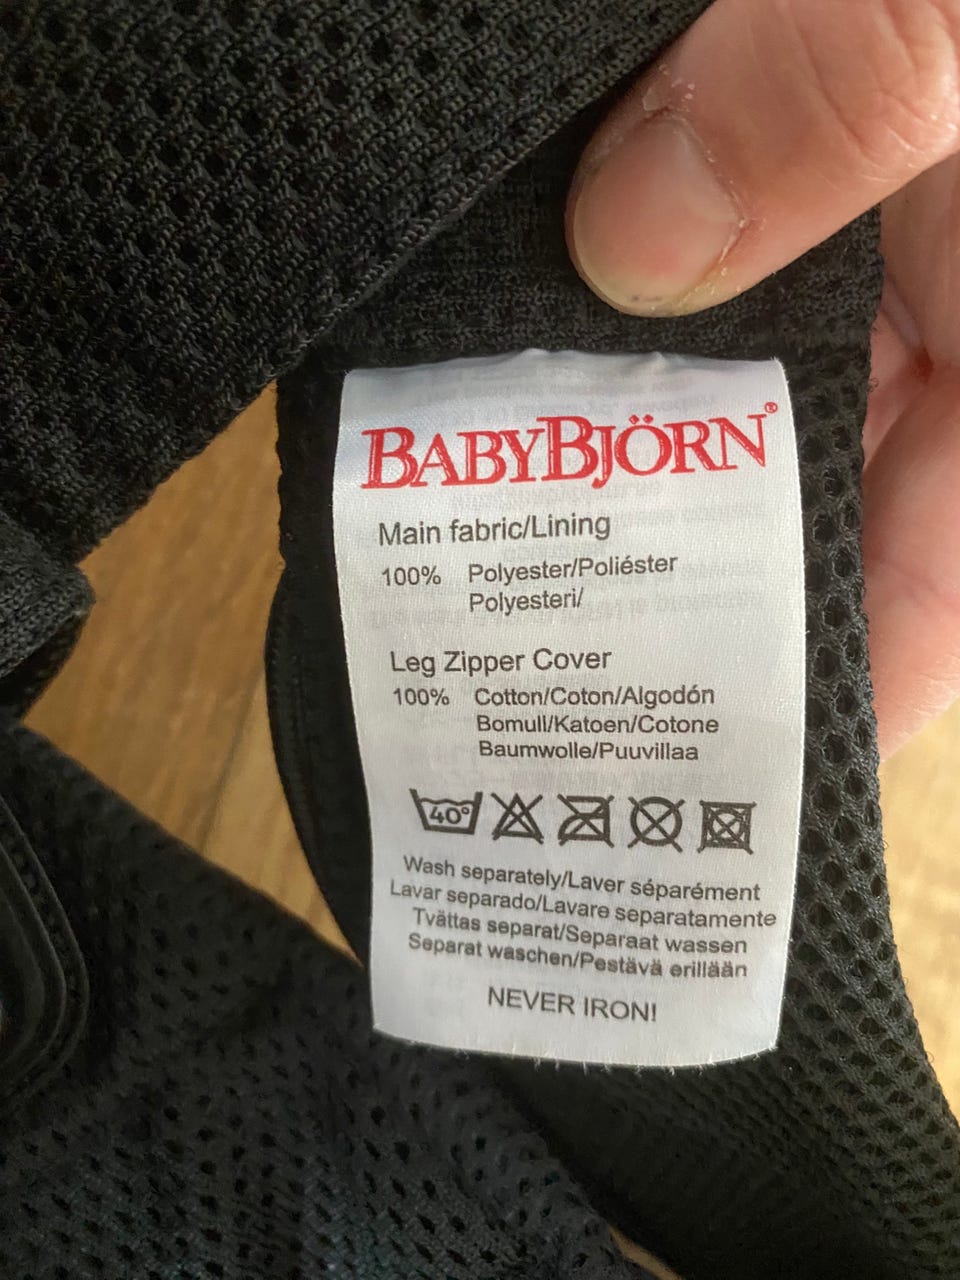 BABYBJÖRN®
Main fabric/Lining
100% Polyester/Poliéster
Polyesteri/
Leg Zipper Cover
100% Cotton/Coton/Algodón
Bomull/Katoen/Cotone
Baumwolle/Puuvillaa
40°
Wash separately/Laver séparément
Lavar separado/Lavare separatamente
Tvättas separat/Separaat wassen
Separat waschen/Pestävä erillään
NEVER IRON!